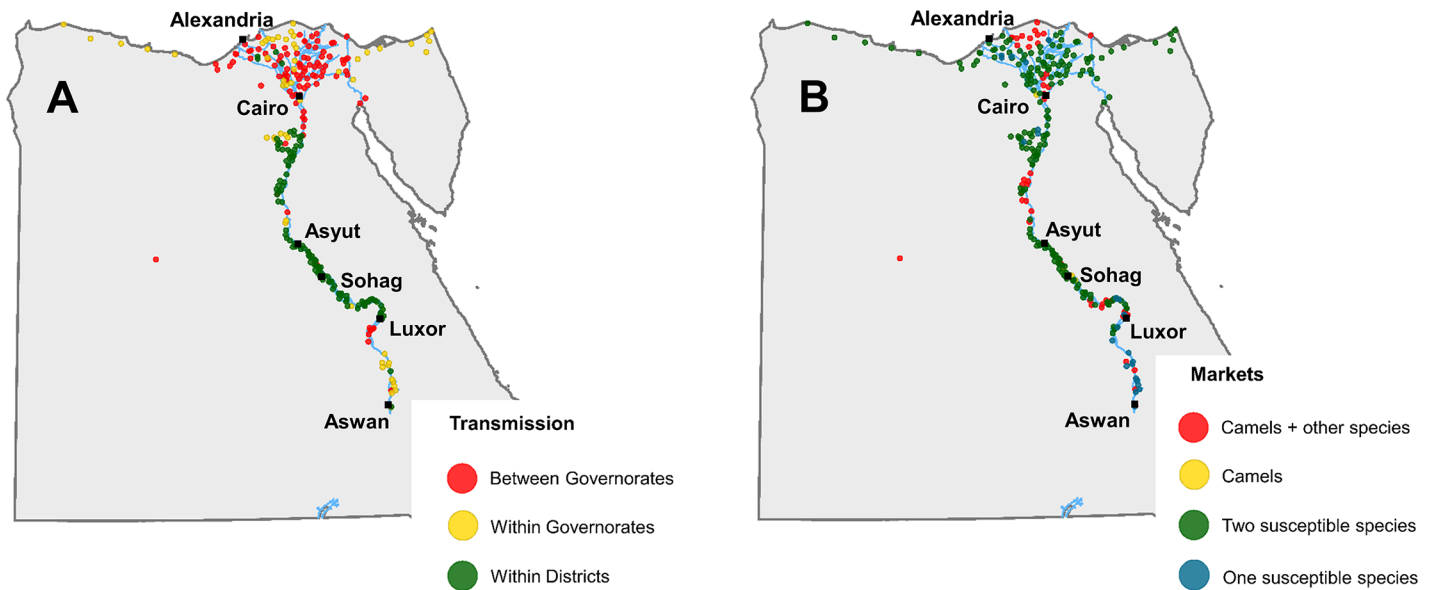 Alexandria
A
Cairo
Asyut
Sohag
Luxor
Aswan
Transmission
Between Governorates
Within Governorates
Within Districts
Alexandria
B
Cairo
Asyut
Sohag
Luxor
Aswan
Markets
Camels + other species
Camels
Two susceptible species
One susceptible species